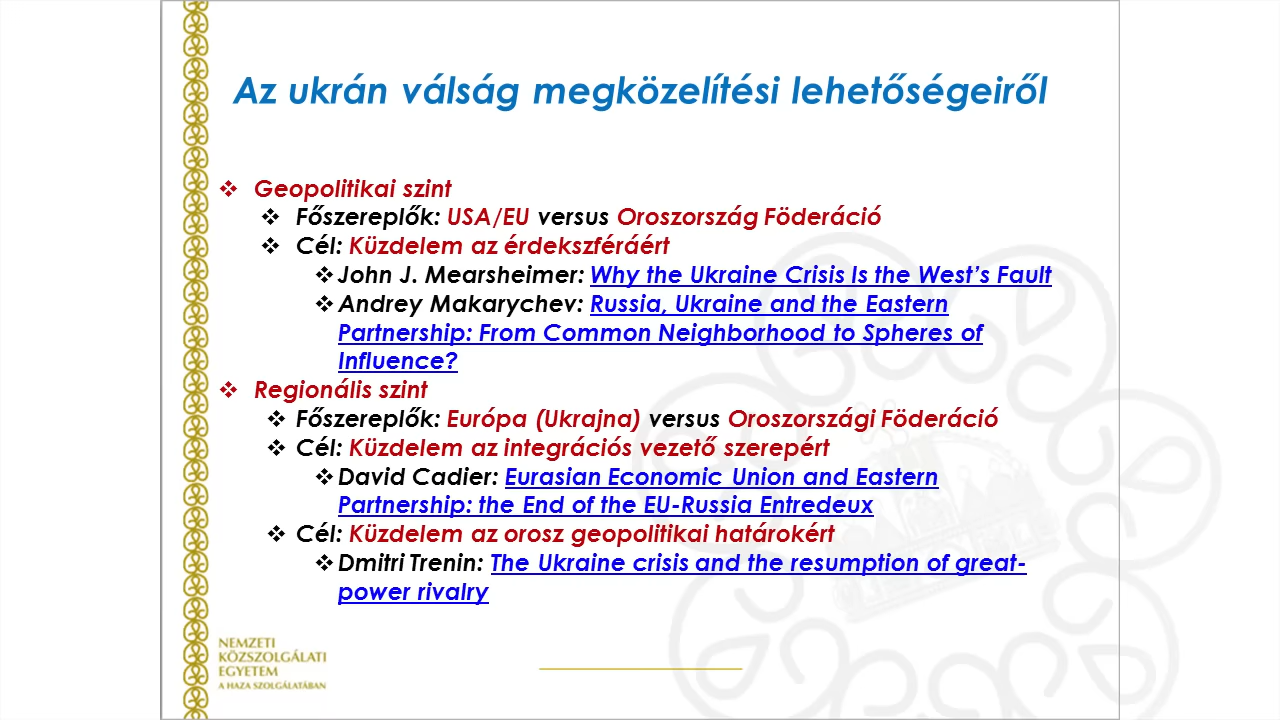 Az ukrán válság megközelítési lehetőségeiről
❖ Geopolitikai szint
❖ Főszereplők: USA/EU versus Oroszország Föderáció
❖ Cél: Küzdelem az érdekszféráért
❖ John J. Mearsheimer: Why the Ukraine Crisis Is the West’s Fault
❖ Andrey Makarychev: Russia, Ukraine and the Eastern
Partnership: From Common Neighborhood to Spheres of
Influence?
❖ Regionális szint
❖ Főszereplők: Európa (Ukrajna) versus Oroszországi Föderáció
❖ Cél: Küzdelem az integrációs vezető szerepért
❖ David Cadier: Eurasian Economic Union and Eastern
Partnership: the End of the EU-Russia Entredeux
❖ Cél: Küzdelem az orosz geopolitikai határokért
❖ Dmitri Trenin: The Ukraine crisis and the resumption of great-
power rivalry
NEMZETI
KÖZSZOLGÁLATI
EGYETEM
A HAZA SZOLGÁLATÁBAN